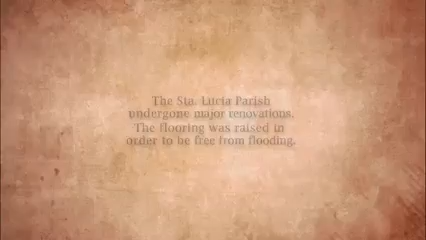 The Sta. Lucia Parish
undergone major renovations.
The flooring was raised in
order to be free from flooding.